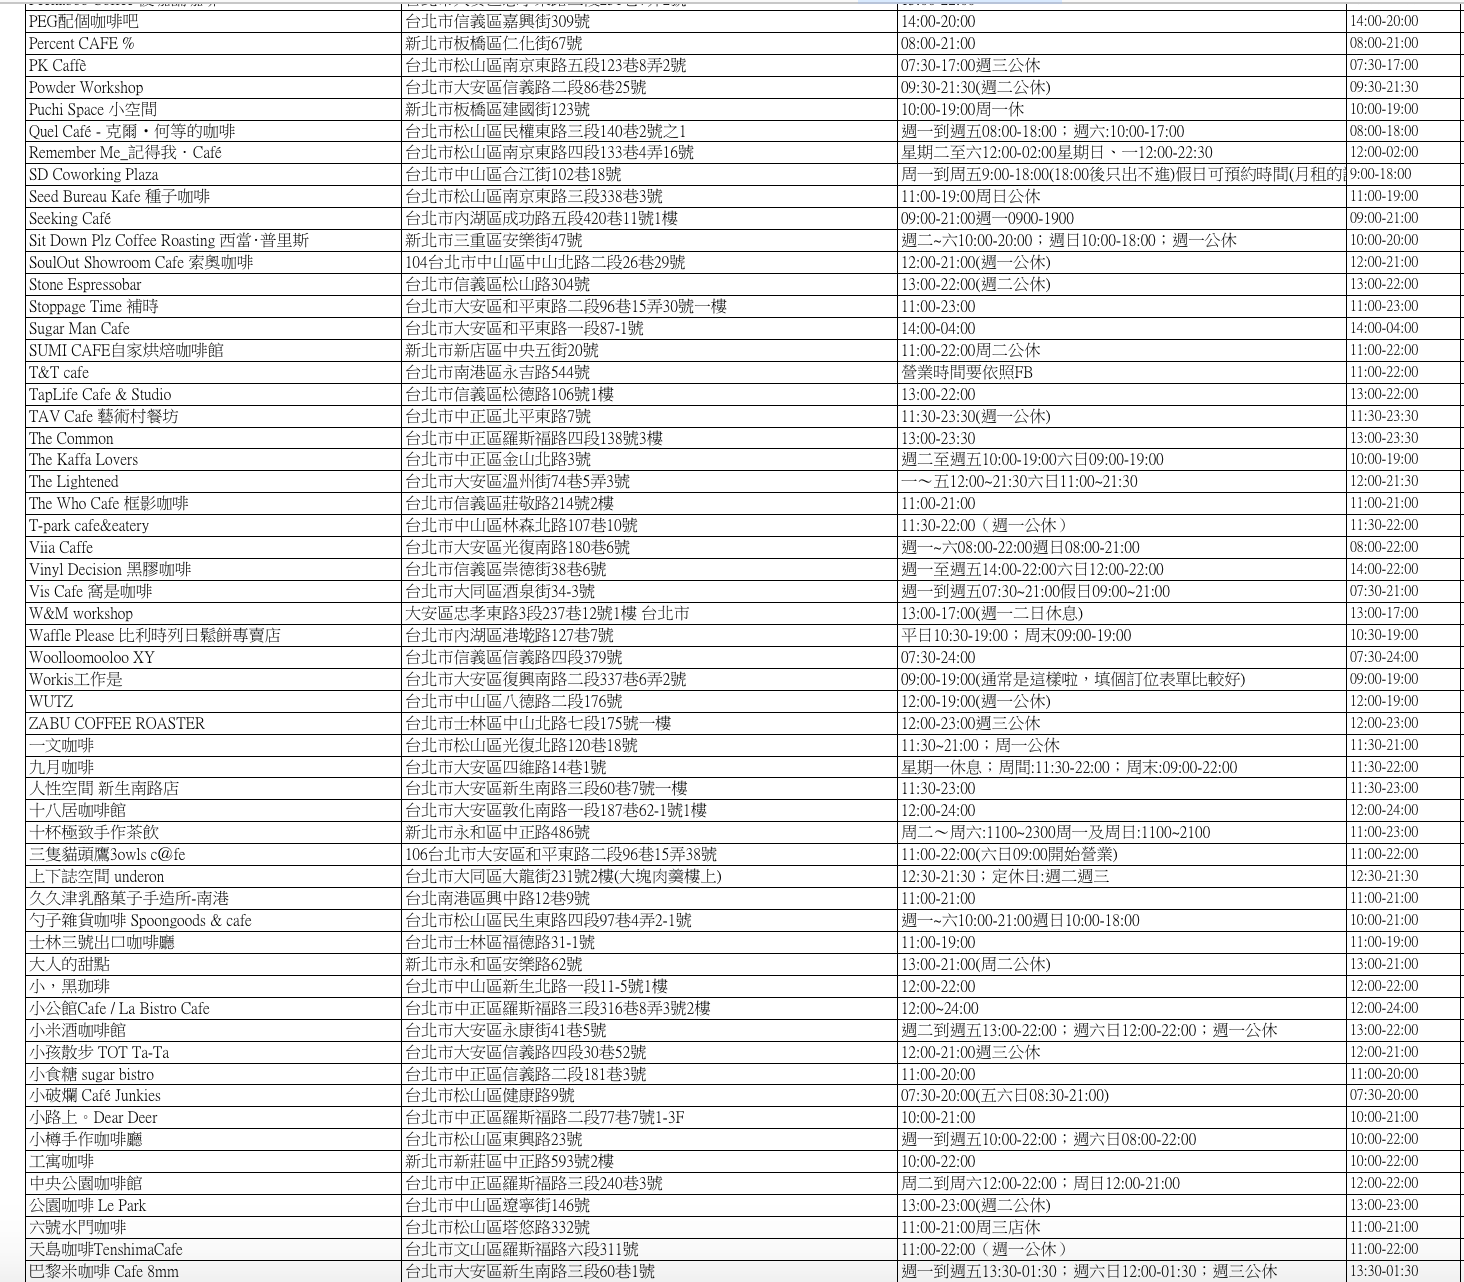 PEG配個咖啡吧 台北市信義區嘉興街309號 14:00-20:00 14:00-20:00
Percent CAFE % 新北市板橋區仁化街67號 08:00-21:00 08:00-21:00
PK Caffè 台北市松山區南京東路五段123巷8弄2號 07:30-17:00週三公休 07:30-17:00
Powder Workshop 台北市大安區信義路二段86巷25號 09:30-21:30(週二公休) 09:30-21:30
Puchi Space 小空間 新北市板橋區建國街123號 10:00-19:00周一休 10:00-19:00
Quel Café - 克爾・何等的咖啡 台北市松山區民權東路三段140巷2號之1 週一到週五08:00-18:00；週六:10:00-17:00 08:00-18:00
Remember Me_記得我．Café 台北市松山區南京東路四段133巷4弄16號 星期二至六12:00-02:00星期日、一12:00-22:30 12:00-02:00
SD Coworking Plaza 台北市中山區合江街102巷18號 周一到周五9:00-18:00(18:00後只出不進)假日可預約時間(月租的 9:00-18:00
Seed Bureau Kafe 種子咖啡 台北市松山區南京東路三段338巷3號 11:00-19:00周日公休 11:00-19:00
Seeking Café 台北市內湖區成功路五段420巷11號1樓 09:00-21:00週一0900-1900 09:00-21:00
Sit Down Plz Coffee Roasting 西當·普里斯 新北市三重區安樂街47號 週二~六10:00-20:00；週日10:00-18:00；週一公休 10:00-20:00
SoulOut Showroom Cafe 索奧咖啡 104台北市中山區中山北路二段26巷29號 12:00-21:00(週一公休) 12:00-21:00
Stone Espressobar 台北市信義區松山路304號 13:00-22:00(週二公休) 13:00-22:00
Stoppage Time 補時 台北市大安區和平東路二段96巷15弄30號一樓 11:00-23:00 11:00-23:00
Sugar Man Cafe 台北市大安區和平東路一段87-1號 14:00-04:00 14:00-04:00
SUMI CAFE自家烘焙咖啡館 新北市新店區中央五街20號 11:00-22:00周二公休 11:00-22:00
T&T cafe 台北市南港區永吉路544號 營業時間要依照FB 11:00-22:00
TapLife Cafe & Studio 台北市信義區松德路106號1樓 13:00-22:00 13:00-22:00
TAV Cafe 藝術村餐坊 台北市中正區北平東路7號 11:30-23:30(週一公休) 11:30-23:30
The Common 台北市中正區羅斯福路四段138號3樓 13:00-23:30 13:00-23:30
The Kaffa Lovers 台北市中正區金山北路3號 週二至週五10:00-19:00六日09:00-19:00 10:00-19:00
The Lightened 台北市大安區溫州街74巷5弄3號 一～五12:00~21:30六日11:00~21:30 12:00-21:30
The Who Cafe 框影咖啡 台北市信義區莊敬路214號2樓 11:00-21:00 11:00-21:00
T-park cafe&eatery 台北市中山區林森北路107巷10號 11:30-22:00（週一公休） 11:30-22:00
Viia Caffe 台北市大安區光復南路180巷6號 週一~六08:00-22:00週日08:00-21:00 08:00-22:00
Vinyl Decision 黑膠咖啡 台北市信義區崇德街38巷6號 週一至週五14:00-22:00六日12:00-22:00 14:00-22:00
Vis Cafe 窩是咖啡 台北市大同區酒泉街34-3號 週一到週五07:30~21:00假日09:00~21:00 07:30-21:00
W&M workshop 大安區忠孝東路3段237巷12號1樓 台北市 13:00-17:00(週一二日休息) 13:00-17:00
Waffle Please 比利時列日鬆餅專賣店 台北市內湖區港墘路127巷7號 平日10:30-19:00；周末09:00-19:00 10:30-19:00
Woolloomooloo XY 台北市信義區信義路四段379號 07:30-24:00 07:30-24:00
Workis工作是 台北市大安區復興南路二段337巷6弄2號 09:00-19:00(通常是這樣啦，填個訂位表單比較好) 09:00-19:00
WUTZ 台北市中山區八德路二段176號 12:00-19:00(週一公休) 12:00-19:00
ZABU COFFEE ROASTER 台北市士林區中山北路七段175號一樓 12:00-23:00週三公休 12:00-23:00
一文咖啡 台北市松山區光復北路120巷18號 11:30~21:00；周一公休 11:30-21:00
九月咖啡 台北市大安區四維路14巷1號 星期一休息；周間:11:30-22:00；周末:09:00-22:00 11:30-22:00
人性空間 新生南路店 台北市大安區新生南路三段60巷7號一樓 11:30-23:00 11:30-23:00
十八居咖啡館 台北市大安區敦化南路一段187巷62-1號1樓 12:00-24:00 12:00-24:00
十杯極致手作茶飲 新北市永和區中正路486號 周二～周六:1100~2300周一及周日:1100~2100 11:00-23:00
三隻貓頭鷹3owls c@fe 106台北市大安區和平東路二段96巷15弄38號 11:00-22:00(六日09:00開始營業) 11:00-22:00
上下誌空間 underon 台北市大同區大龍街231號2樓(大塊肉羹樓上) 12:30-21:30；定休日:週二週三 12:30-21:30
久久津乳酪菓子手造所-南港 台北南港區興中路12巷9號 11:00-21:00 11:00-21:00
勺子雜貨咖啡 Spoongoods & cafe 台北市松山區民生東路四段97巷4弄2-1號 週一~六10:00-21:00週日10:00-18:00 10:00-21:00
士林三號出口咖啡廳 台北市士林區福德路31-1號 11:00-19:00 11:00-19:00
大人的甜點 新北市永和區安樂路62號 13:00-21:00(周二公休) 13:00-21:00
小，黑珈琲 台北市中山區新生北路一段11-5號1樓 12:00-22:00 12:00-22:00
小公館Cafe / La Bistro Cafe 台北市中正區羅斯福路三段316巷8弄3號2樓 12:00~24:00 12:00-24:00
小米酒咖啡館 台北市大安區永康街41巷5號 週二到週五13:00-22:00；週六日12:00-22:00；週一公休 13:00-22:00
小孩散步 TOT Ta-Ta 台北市大安區信義路四段30巷52號 12:00-21:00週三公休 12:00-21:00
小食糖 sugar bistro 台北市中正區信義路二段181巷3號 11:00-20:00 11:00-20:00
小破爛 Café Junkies 台北市松山區健康路9號 07:30-20:00(五六日08:30-21:00) 07:30-20:00
小路上。Dear Deer 台北市中正區羅斯福路二段77巷7號1-3F 10:00-21:00 10:00-21:00
小樽手作咖啡廳 台北市松山區東興路23號 週一到週五10:00-22:00；週六日08:00-22:00 10:00-22:00
工寓咖啡 新北市新莊區中正路593號2樓 10:00-22:00 10:00-22:00
中央公園咖啡館 台北市中正區羅斯福路三段240巷3號 周二到周六12:00-22:00；周日12:00-21:00 12:00-22:00
公園咖啡 Le Park 台北市中山區遼寧街146號 13:00-23:00(週二公休) 13:00-23:00
六號水門咖啡 台北市松山區塔悠路332號 11:00-21:00周三店休 11:00-21:00
天島咖啡TenshimaCafe 台北市文山區羅斯福路六段311號 11:00-22:00（週一公休） 11:00-22:00
巴黎米咖啡 Cafe 8mm 台北市大安區新生南路三段60巷1號 週一到週五13:30-01:30；週六日12:00-01:30；週三公休 13:30-01:30